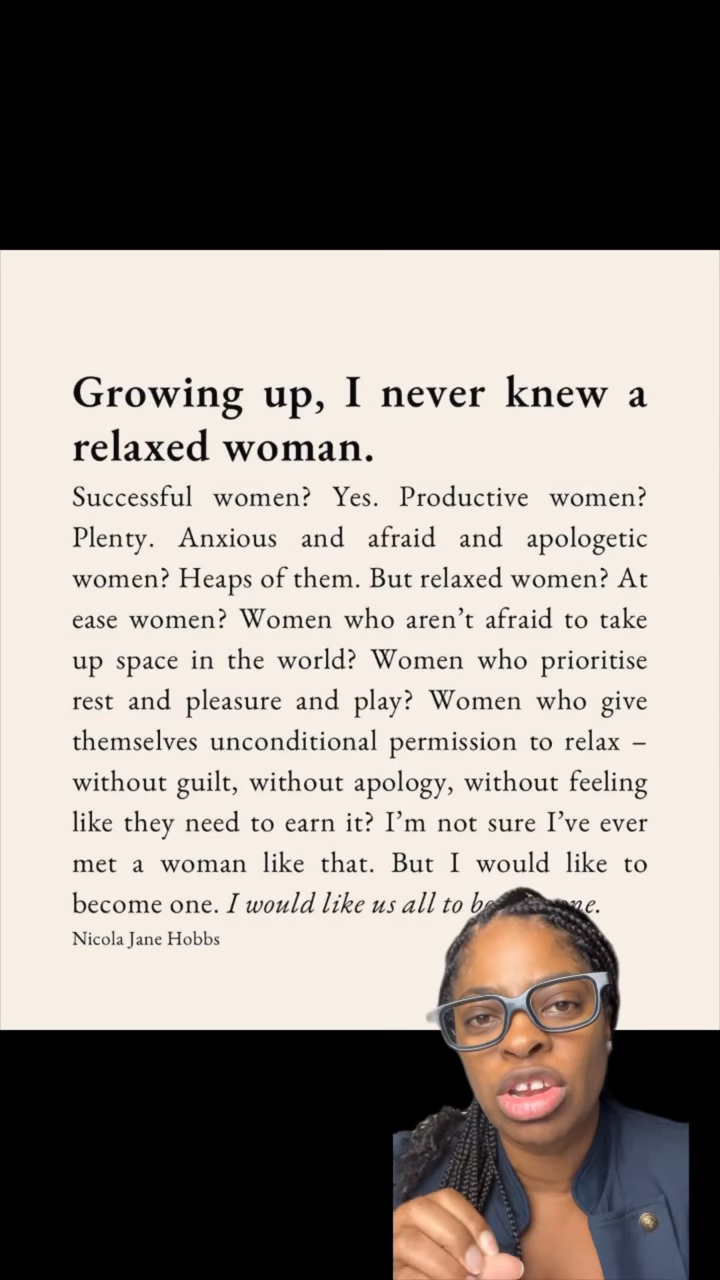 Growing up, I never knew a
relaxed woman.
Successful women? Yes. Productive women?
Plenty. Anxious and afraid and apologetic
women? Heaps of them. But relaxed women? At
ease women? Women who aren’t afraid to take
up space in the world? Women who prioritise
rest and pleasure and play? Women who give
themselves unconditional permission to relax –
without guilt, without apology, without feeling
like they need to earn it? I’m not sure I’ve ever
met a woman like that. But I would like to
become one. I would like us all to
Nicola Jane Hobbs